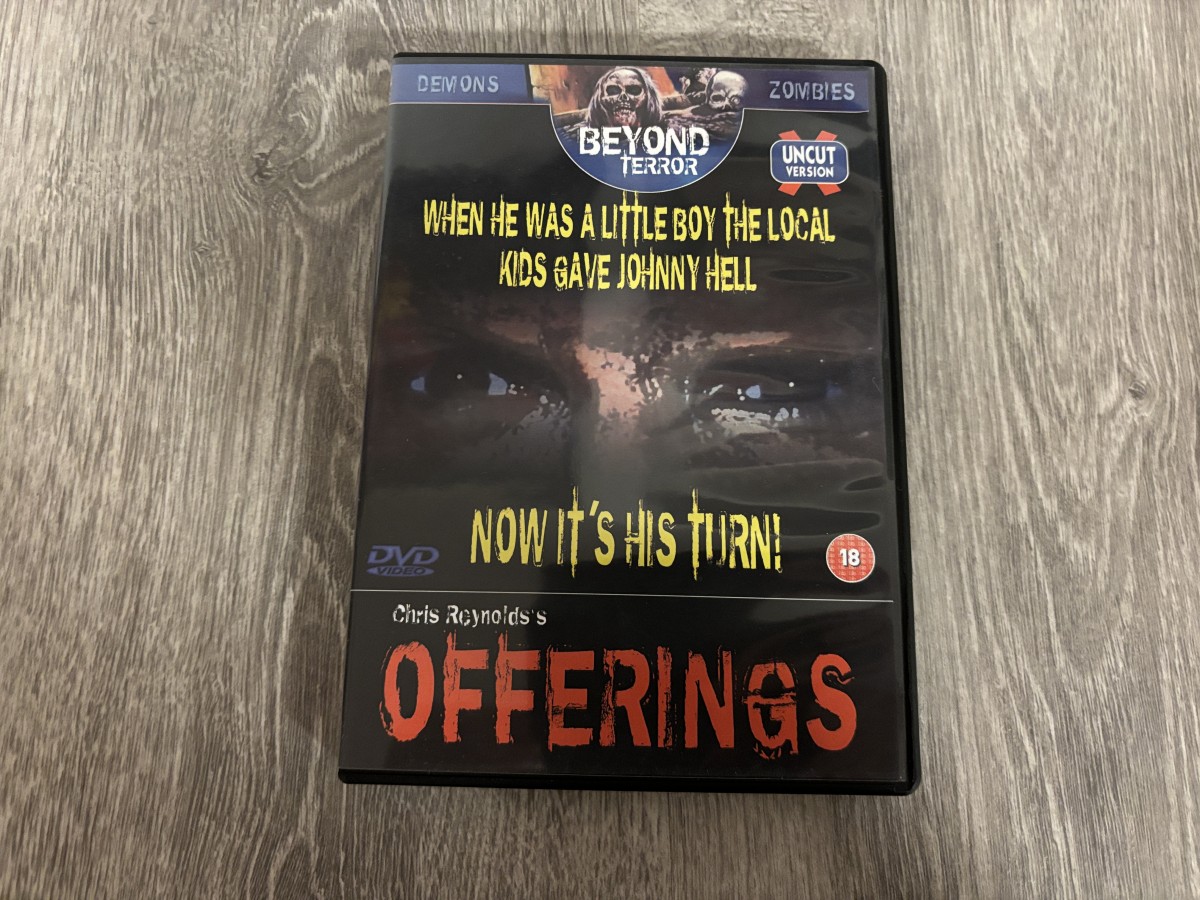 DEMONS
ZOMBIES
BEYOND
TERROR
UNCUT
VERSION
WHEN HE WAS A LITTLE BOY THE LOCAL
KIDS GAVE JOHNNY HELL
NOW IT'S HIS TURN!
DVD
VIDEO
18
Chris Reynolds's
OFFERINGS